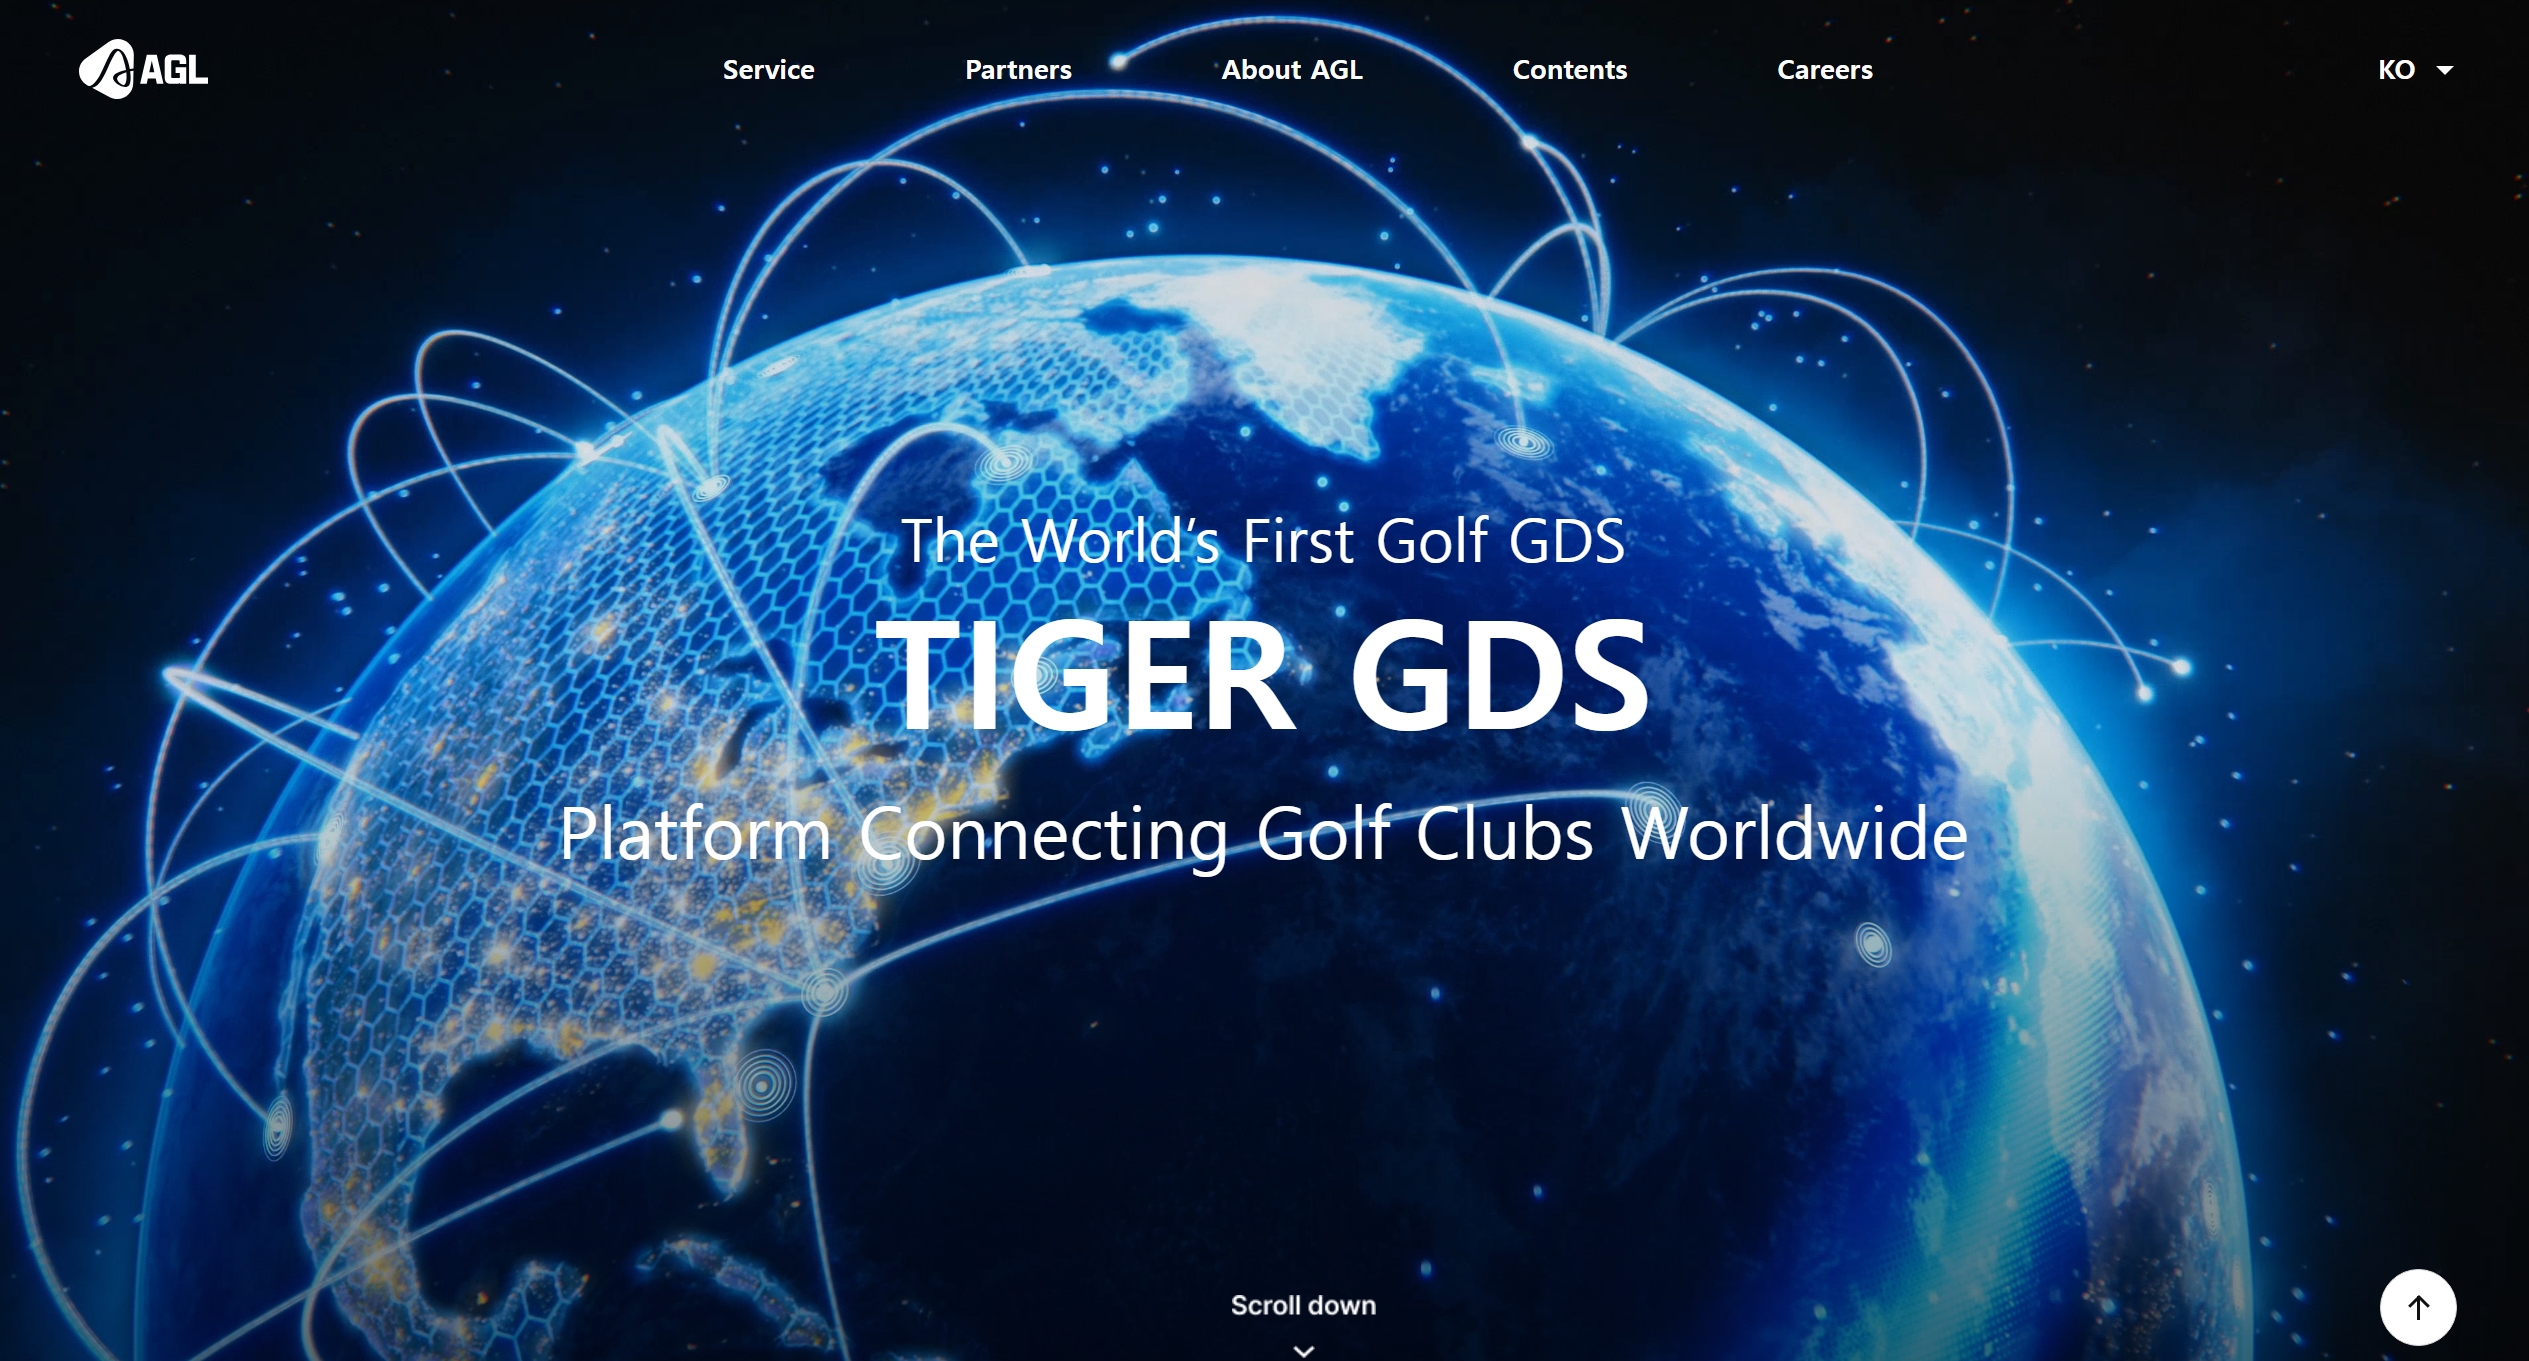 AGL
Service
Partners
About AGL
Contents
Careers
KO
The World's First Golf GDS
TIGER GDS
Platform Connecting Golf Clubs Worldwide
Scroll down